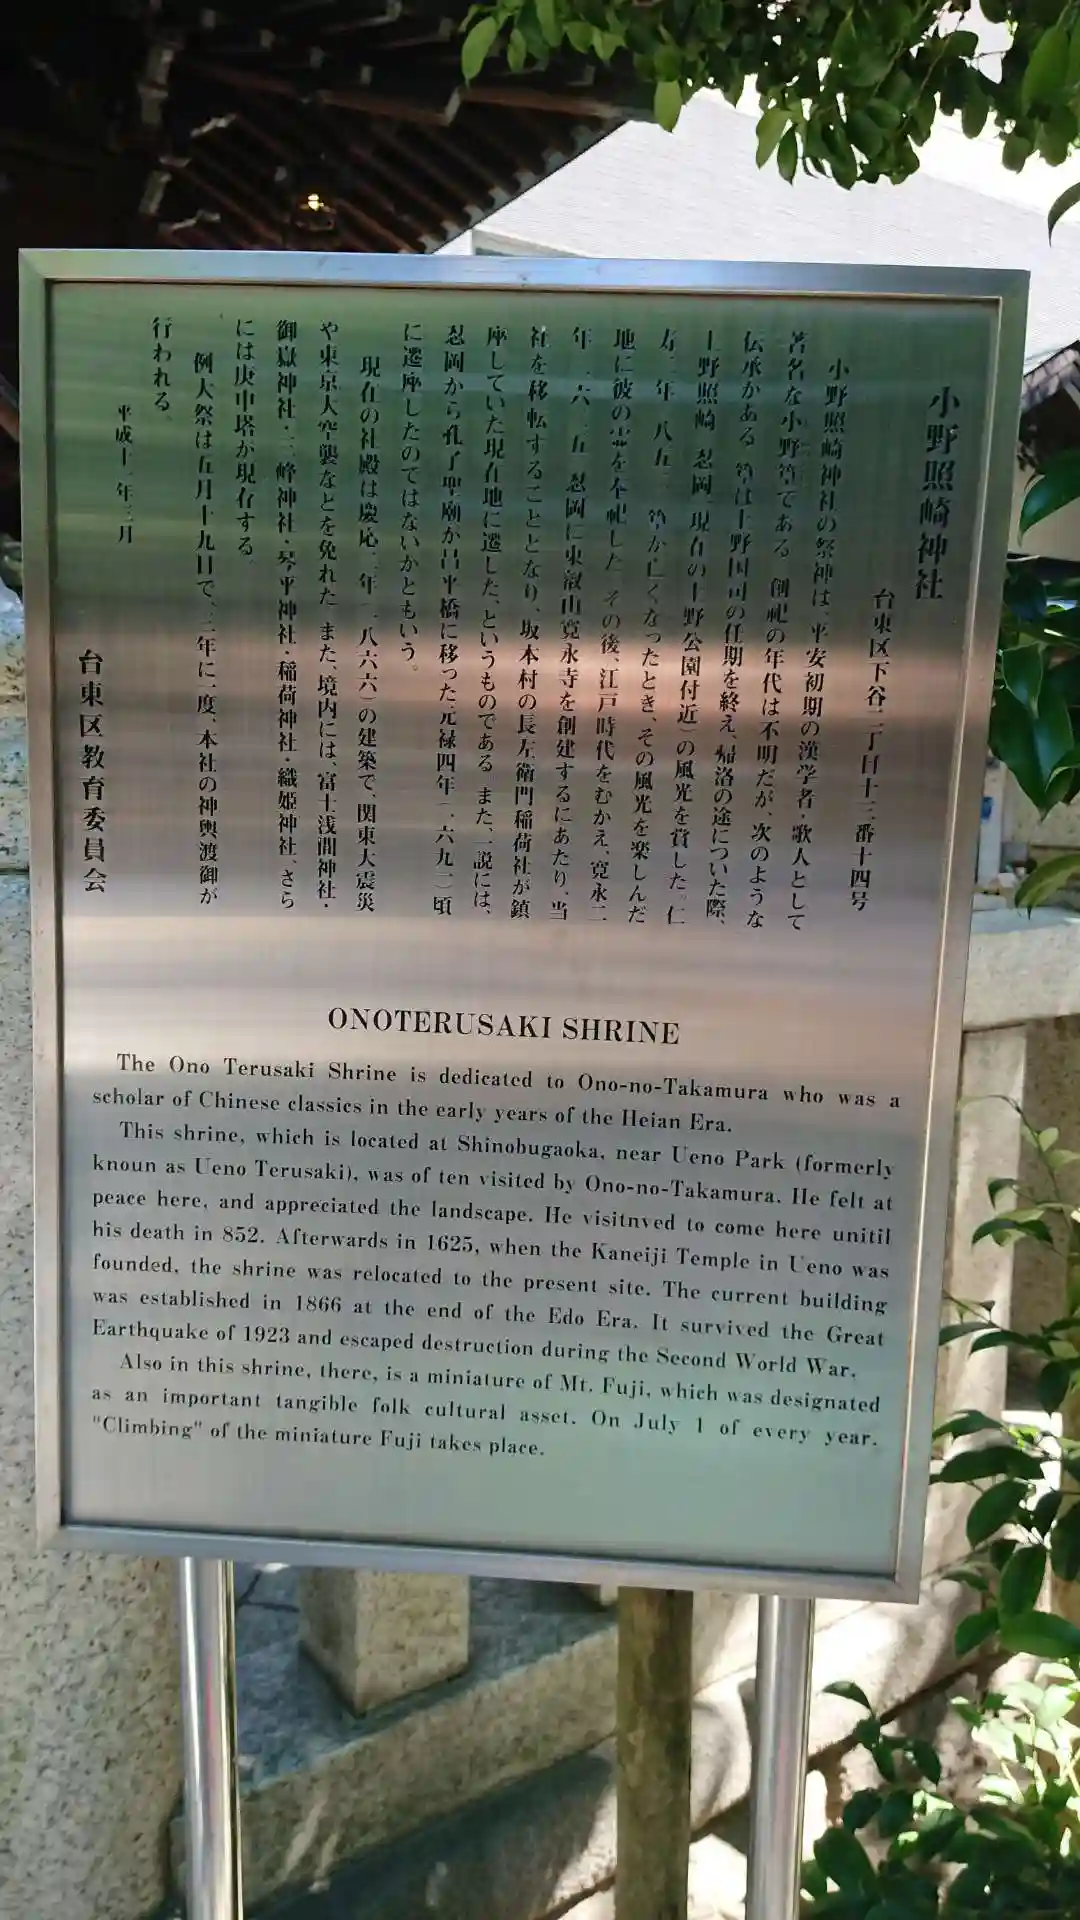 小野照崎神社
台東区下谷二丁目十三番十四号
小野照崎神社の祭神は、平安初期の漢学者・歌人として
著名な小野篁である。創祀の年代は不明だが、次のような
伝承がある。篁は上野国司の任期を終え、帰洛の途についた際、
上野照崎 忍岡 現在の上野公園付近)の風光を賞した。仁
寿二年 八五二 篁が亡くなったとき、その風光を楽しんだ
地に彼の霊を奉祀した その後、江戸時代をむかえ、寛永二
年 一六二五 忍岡に東叡山寛永寺を創建するにあたり、当
社を移転することとなり、坂本村の長左衛門稲荷社が鎮
座していた現在地に遷した、というものである また、一説には、
忍岡から孔子聖廟が昌平橋に移った元禄四年(一六九一)頃
に遷座したのではないかともいう。
現在の社殿は慶応二年(一八六六)の建築で、関東大震災
や東京大空襲などを免れた また、境内には、富士浅間神社・
御嶽神社・三峰神社・琴平神社・稲荷神社・織姫神社、さら
には庚申塔が現存する。
例大祭は五月十九日で、三年に一度、本社の神輿渡御が
行われる。
平成十一年三月
台東区教育委員会
ONOTERUSAKI SHRINE
The Ono Terusaki Shrine is dedicated to Ono-no-Takamura who was a
scholar of Chinese classics in the early years of the Heian Era.
This shrine, which is located at Shinobugaoka, near Ueno Park (formerly
knoun as Ueno Terusaki), was of ten visited by Ono-no-Takamura. He felt at
peace here, and appreciated the landscape. He visitnved to come here unitil
his death in 852. Afterwards in 1625, when the Kaneiji Temple in Ueno was
founded, the shrine was relocated to the present site. The current building
was established in 1866 at the end of the Edo Era. It survived the Great
Earthquake of 1923 and escaped destruction during the Second World War.
Also in this shrine, there, is a miniature of Mt. Fuji, which was designated
as an important tangible folk cultural asset. On July 1 of every year.
"Climbing" of the miniature Fuji takes place.